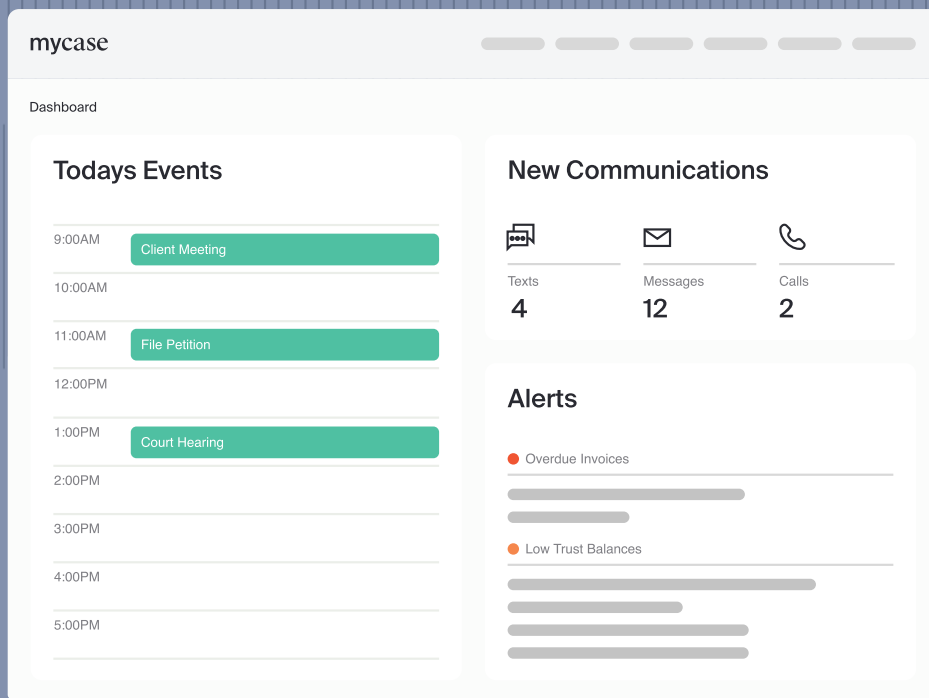 mycase
Dashboard
Todays Events
9:00AM
Client Meeting
10:00AM
11:00AM
File Petition
12:00PM
1:00PM
Court Hearing
2:00PM
3:00PM
4:00PM
5:00PM
New Communications
Texts
4
Messages
12
Calls
2
Alerts
Overdue Invoices
Low Trust Balances